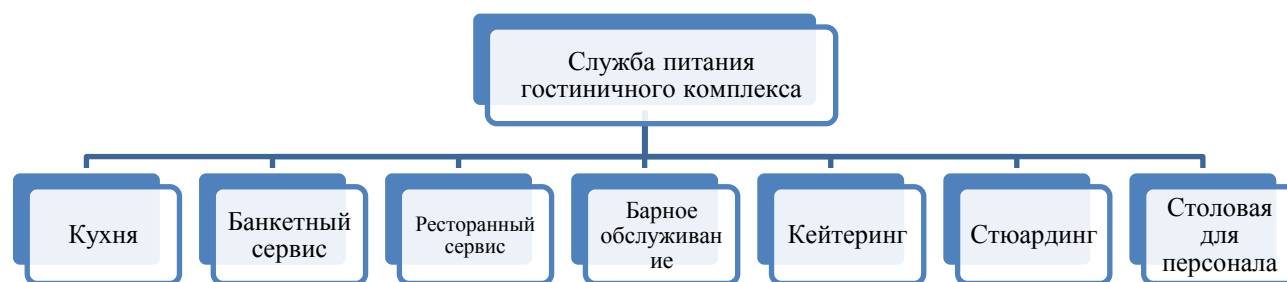 Служба питания
гостиничного комплекса
Кухня
Банкетный
сервис
Ресторанный
сервис
Барное
обслуживан
ие
Кейтеринг
Стюардинг
Столовая
для
персонала